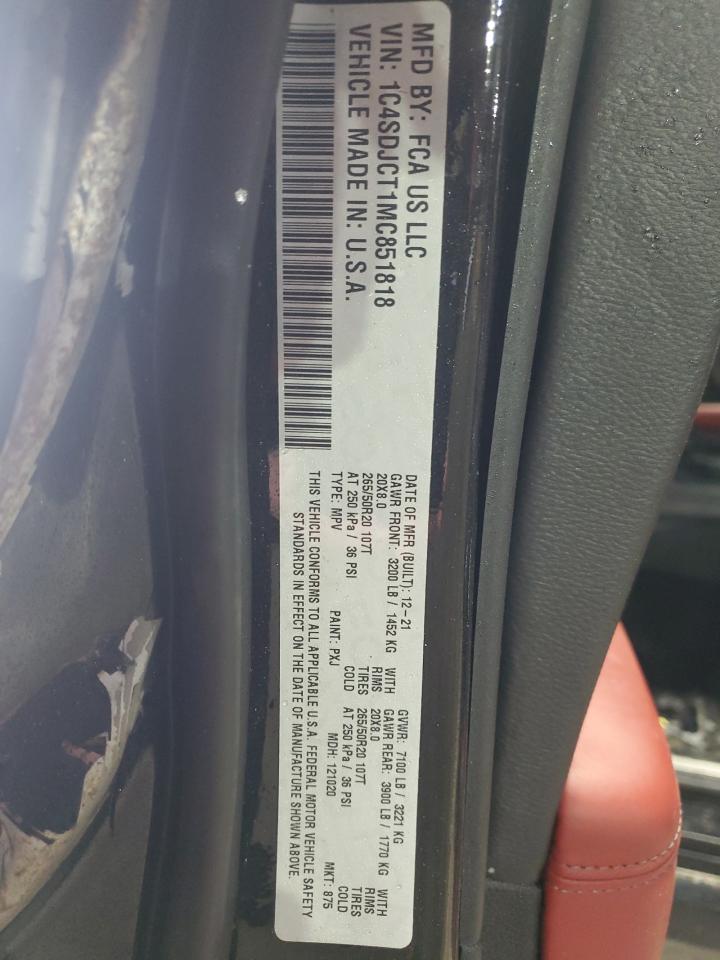 MFD BY: FCA US LLC
VIN: 1C4SDJCT1MC851818
VEHICLE MADE IN: U.S.A.
DATE OF MFR (BUILT): 12-21 GVWR: 7100 LB / 3221 KG
GAWR FRONT: 3200 LB / 1452 KG WITH GAWR REAR: 3900 LB / 1770 KG WITH
20X8.0 RIMS 20X8.0 RIMS
265/50R20 107T TIRES 265/50R20 107T TIRES
AT 250 kPa / 36 PSI COLD AT 250 kPa / 36 PSI COLD
TYPE: MPV PAINT: PXJ MDH: 121020 MKT: 875
THIS VEHICLE CONFORMS TO ALL APPLICABLE U.S.A. FEDERAL MOTOR VEHICLE SAFETY
STANDARDS IN EFFECT ON THE DATE OF MANUFACTURE SHOWN ABOVE.